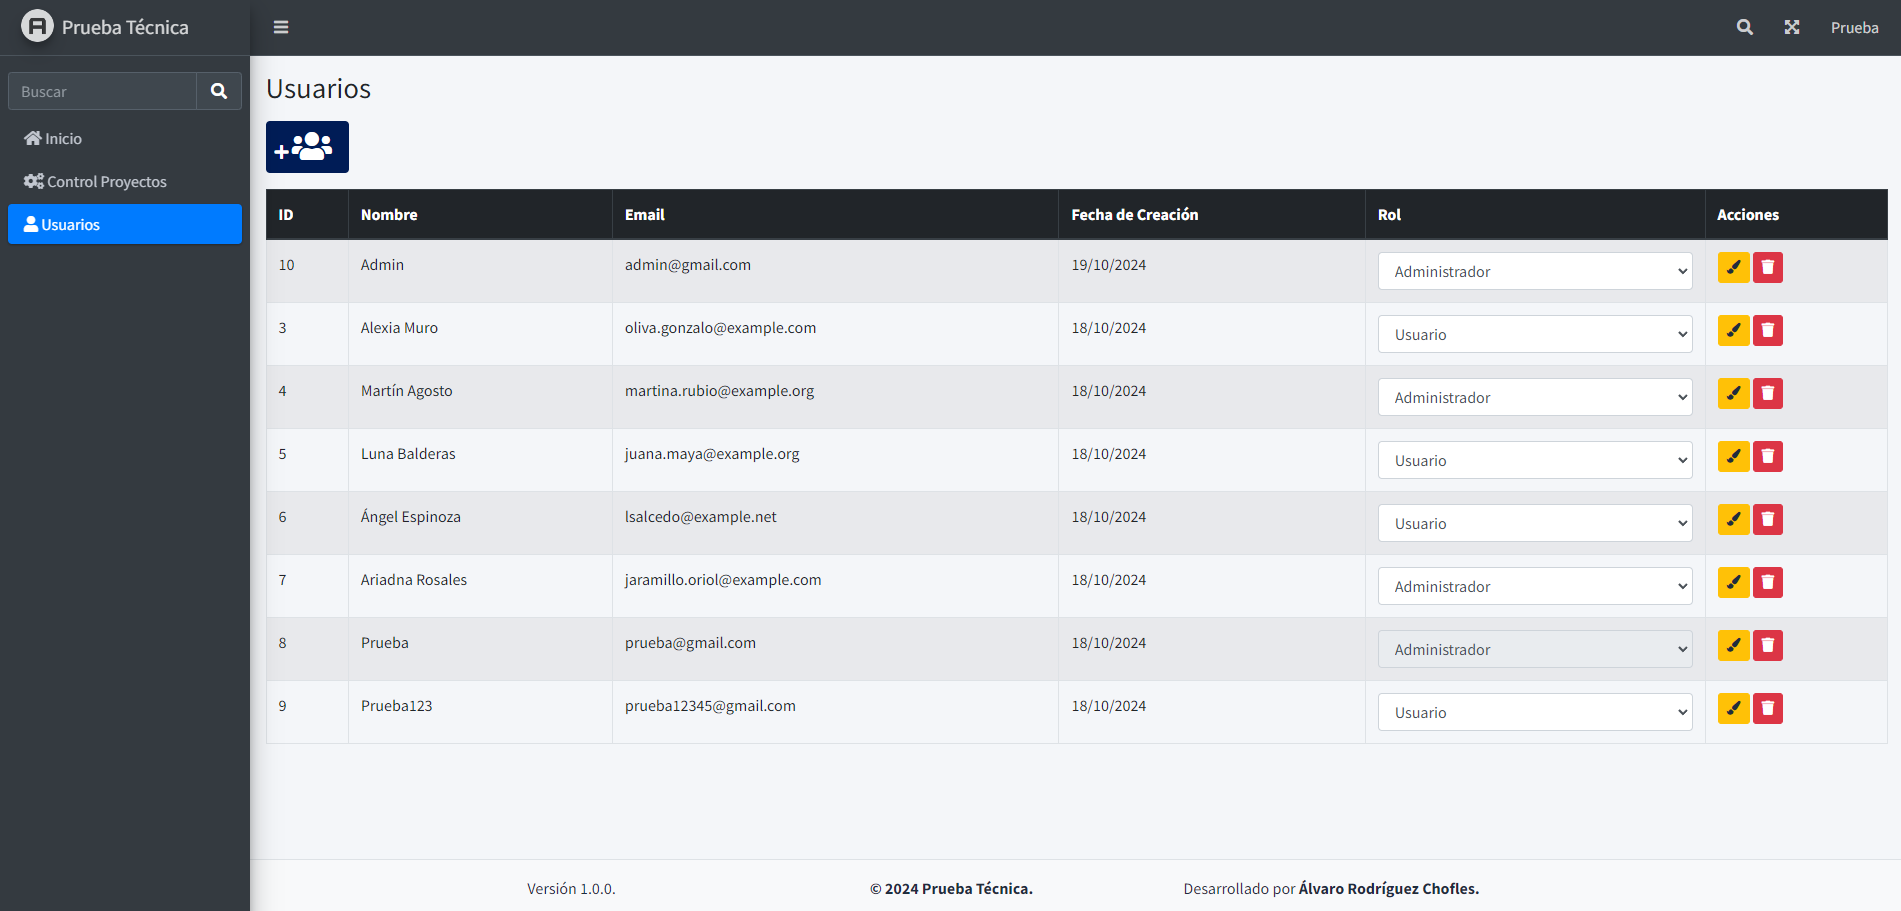 Prueba Técnica
Prueba
Buscar
Inicio
Control Proyectos
Usuarios
Usuarios
ID Nombre Email Fecha de Creación Rol Acciones
10 Admin admin@gmail.com 19/10/2024 Administrador
3 Alexia Muro oliva.gonzalo@example.com 18/10/2024 Usuario
4 Martín Agosto martina.rubio@example.org 18/10/2024 Administrador
5 Luna Balderas juana.maya@example.org 18/10/2024 Usuario
6 Ángel Espinoza lsalcedo@example.net 18/10/2024 Usuario
7 Ariadna Rosales jaramillo.oriol@example.com 18/10/2024 Administrador
8 Prueba prueba@gmail.com 18/10/2024 Administrador
9 Prueba123 prueba12345@gmail.com 18/10/2024 Usuario
Versión 1.0.0. © 2024 Prueba Técnica. Desarrollado por Álvaro Rodríguez Chofles.